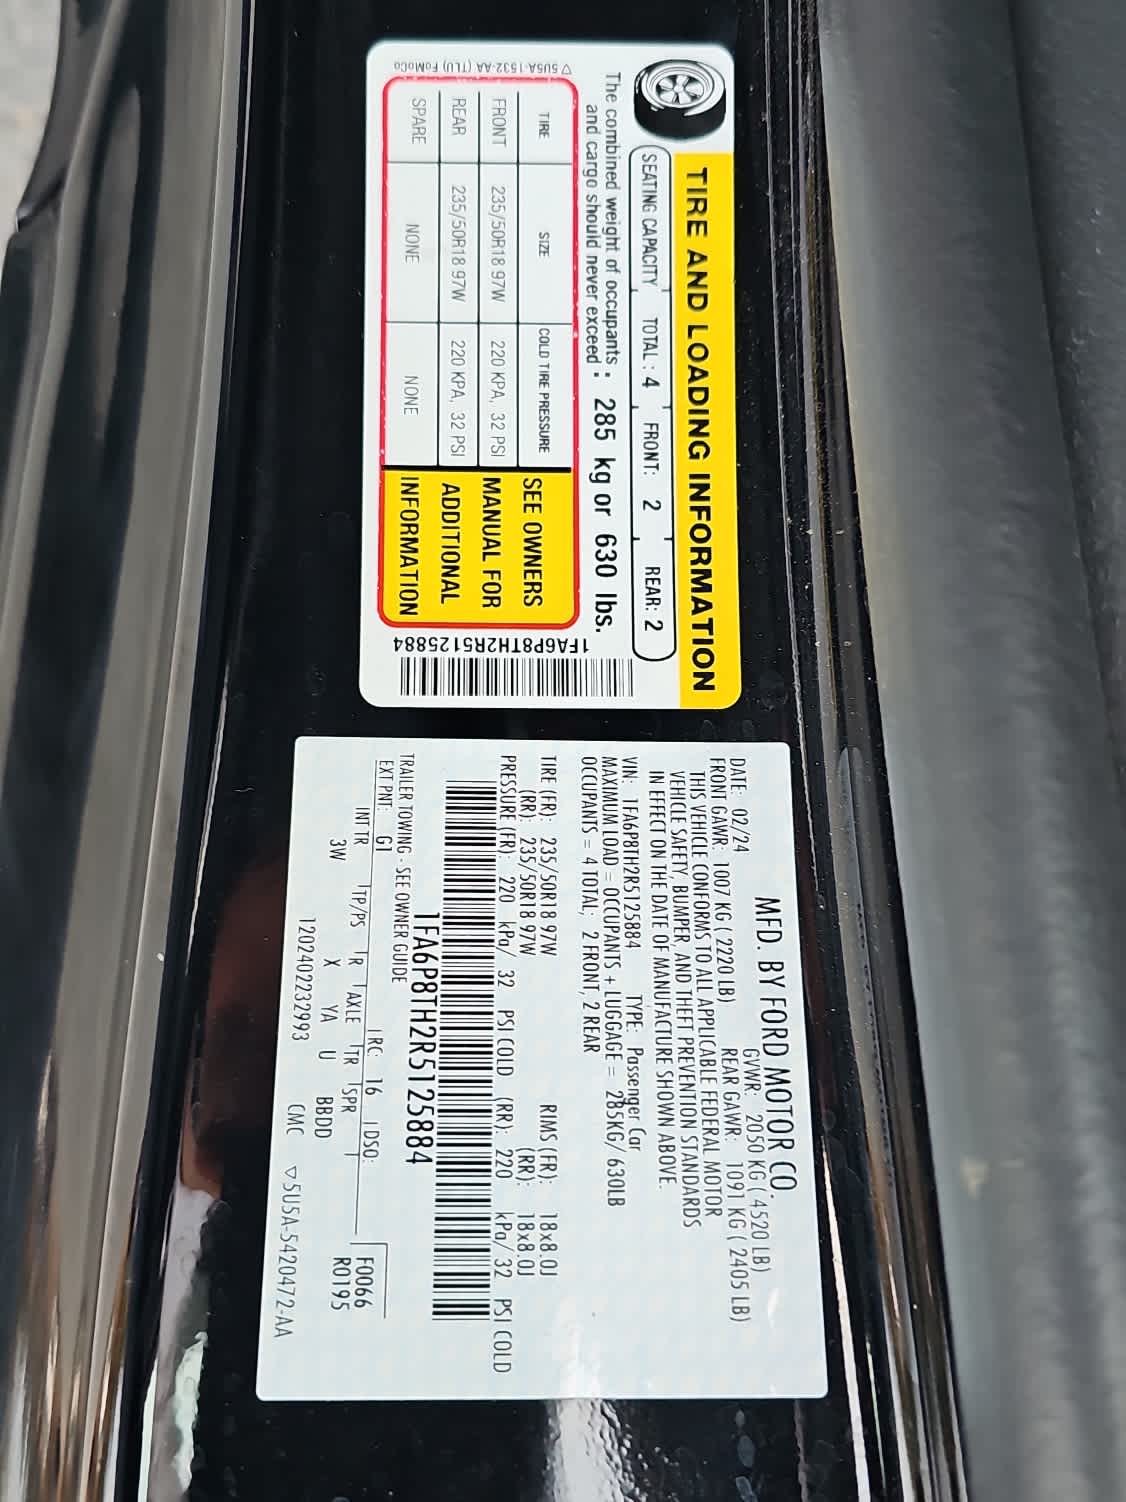 TIRE AND LOADING INFORMATION
SEATING CAPACITY TOTAL : 4 FRONT: 2 REAR: 2
The combined weight of occupants
and cargo should never exceed : 285 kg or 630 lbs.
TIRE SIZE COLD TIRE PRESSURE
FRONT 235/50R18 97W 220 KPA, 32 PSI
REAR 235/50R18 97W 220 KPA, 32 PSI
SPARE NONE NONE
SEE OWNERS
MANUAL FOR
ADDITIONAL
INFORMATION
▽ 5U5A-1532-AA (TLU) FoMoCo
1FA6P8TH2R5125884
MFD. BY FORD MOTOR CO.
DATE: 02/24 GVWR: 2050 KG ( 4520 LB)
FRONT GAWR: 1007 KG ( 2220 LB) REAR GAWR: 1091 KG ( 2405 LB)
THIS VEHICLE CONFORMS TO ALL APPLICABLE FEDERAL MOTOR
VEHICLE SAFETY, BUMPER, AND THEFT PREVENTION STANDARDS
IN EFFECT ON THE DATE OF MANUFACTURE SHOWN ABOVE.
VIN: 1FA6P8TH2R5125884 TYPE: Passenger Car
MAXIMUM LOAD = OCCUPANTS + LUGGAGE = 285KG/ 630LB
OCCUPANTS = 4 TOTAL; 2 FRONT, 2 REAR
TIRE (FR): 235/50R18 97W RIMS (FR): 18x8.0J
(RR): 235/50R18 97W (RR): 18x8.0J
PRESSURE (FR): 220 kPa/ 32 PSI COLD (RR): 220 kPa/ 32 PSI COLD
1FA6P8TH2R5125884
TRAILER TOWING - SEE OWNER GUIDE
EXT PNT: G1 RC: 16 DSO: F0066
INT TR TP/PS R AXLE TR SPR R0195
3W X YA U BBDD
1202402232993 CMC ▽5U5A-5420472-AA